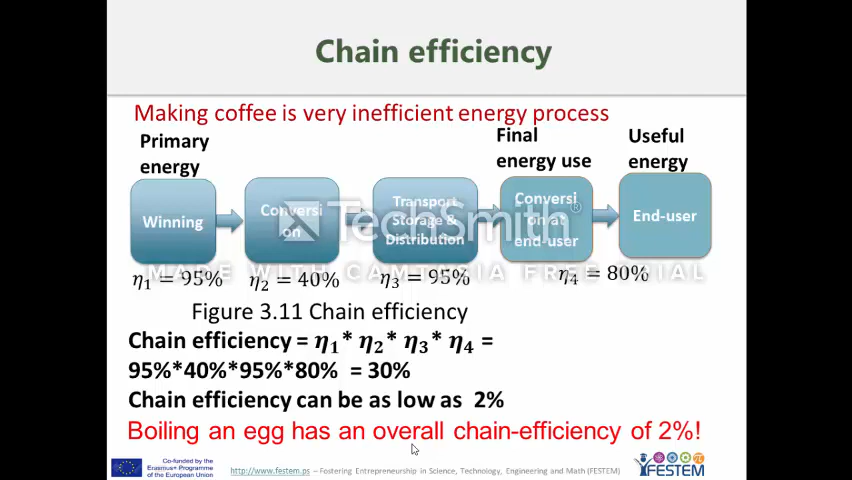 Chain efficiency
Making coffee is very inefficient energy process
Primary
energy
Final
energy use
Useful
energy
Winning
Conversi
on
Transport
Storage &
Distribution
Conversi
on at
end-user
End-user
TechSmith®
MADE WITH CAMTASIA FREE TRIAL
η₁ = 95%
η₂ = 40%
η₃ = 95%
η₄ = 80%
Figure 3.11 Chain efficiency
Chain efficiency = η₁* η₂* η₃* η₄ =
95%*40%*95%*80% = 30%
Chain efficiency can be as low as 2%
Boiling an egg has an overall chain-efficiency of 2%!
Co-funded by the
Erasmus+ Programme
of the European Union
http://www.festem.ps – Fostering Entrepreneurship in Science, Technology, Engineering and Math (FESTEM)
FESTEM